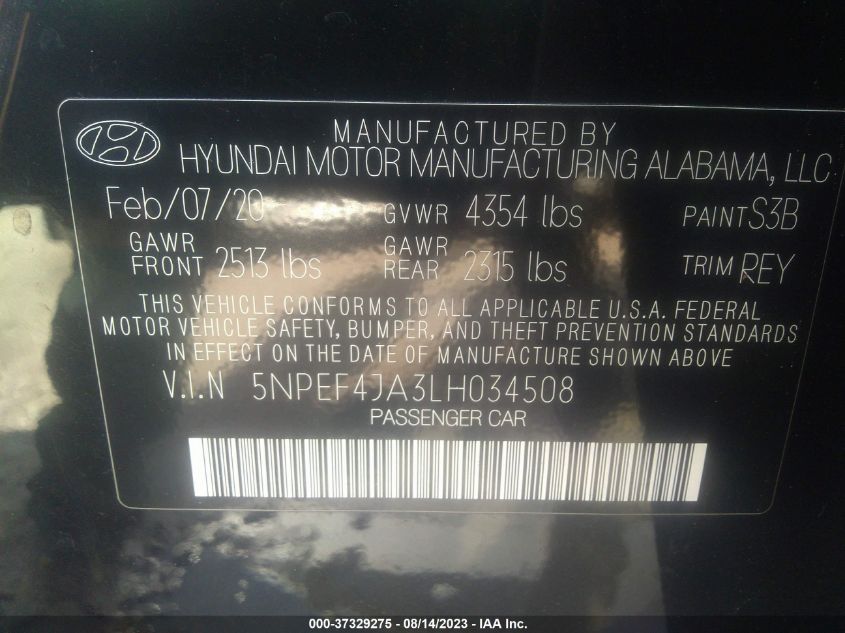 MANUFACTURED BY
HYUNDAI MOTOR MANUFACTURING ALABAMA, LLC
Feb/07/20 GVWR 4354 lbs PAINT S3B
GAWR FRONT 2513 lbs GAWR REAR 2315 lbs TRIM REY
THIS VEHICLE CONFORMS TO ALL APPLICABLE U.S.A. FEDERAL
MOTOR VEHICLE SAFETY, BUMPER, AND THEFT PREVENTION STANDARDS
IN EFFECT ON THE DATE OF MANUFACTURE SHOWN ABOVE
V.I.N 5NPEF4JA3LH034508
PASSENGER CAR
000-37329275 - 08/14/2023 - IAA Inc.